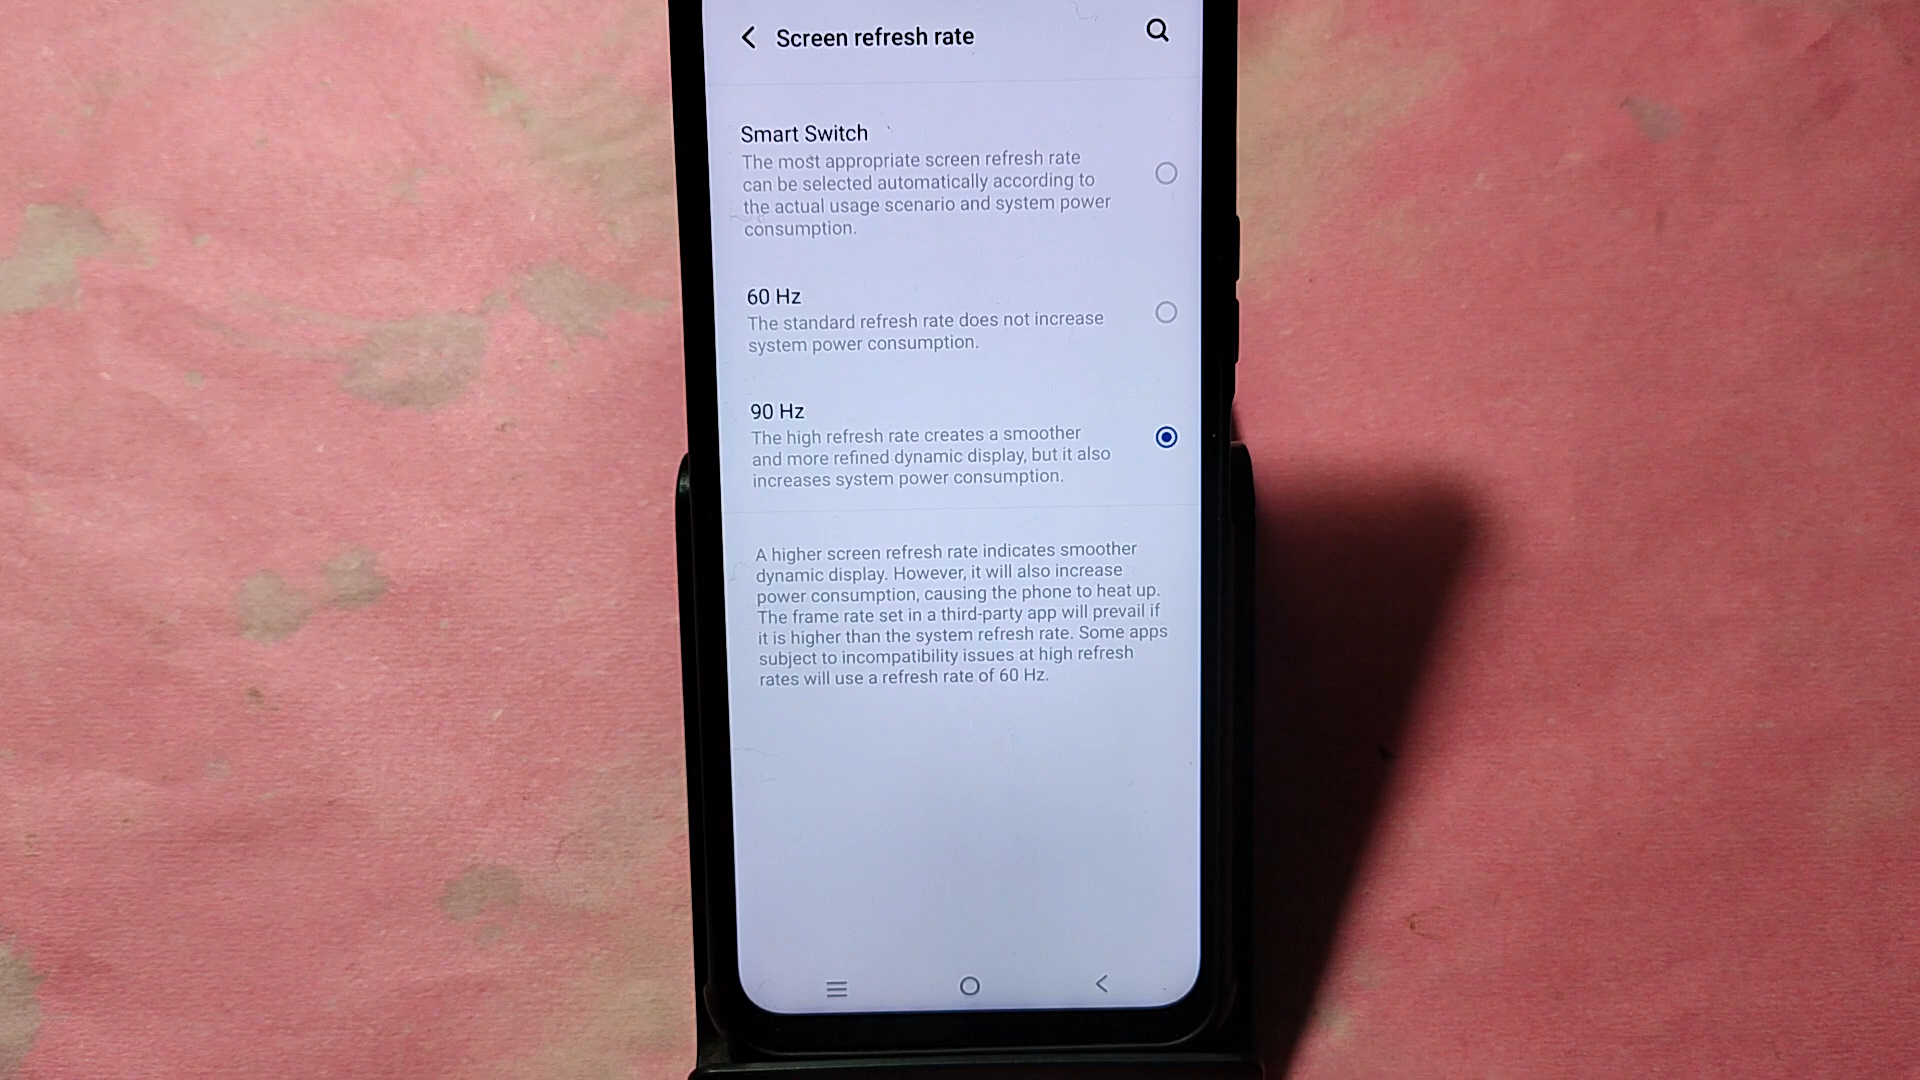 Screen refresh rate
Smart Switch
The most appropriate screen refresh rate
can be selected automatically according to
the actual usage scenario and system power
consumption.
60 Hz
The standard refresh rate does not increase
system power consumption.
90 Hz
The high refresh rate creates a smoother
and more refined dynamic display, but it also
increases system power consumption.
A higher screen refresh rate indicates smoother
dynamic display. However, it will also increase
power consumption, causing the phone to heat up.
The frame rate set in a third-party app will prevail if
it is higher than the system refresh rate. Some apps
subject to incompatibility issues at high refresh
rates will use a refresh rate of 60 Hz.